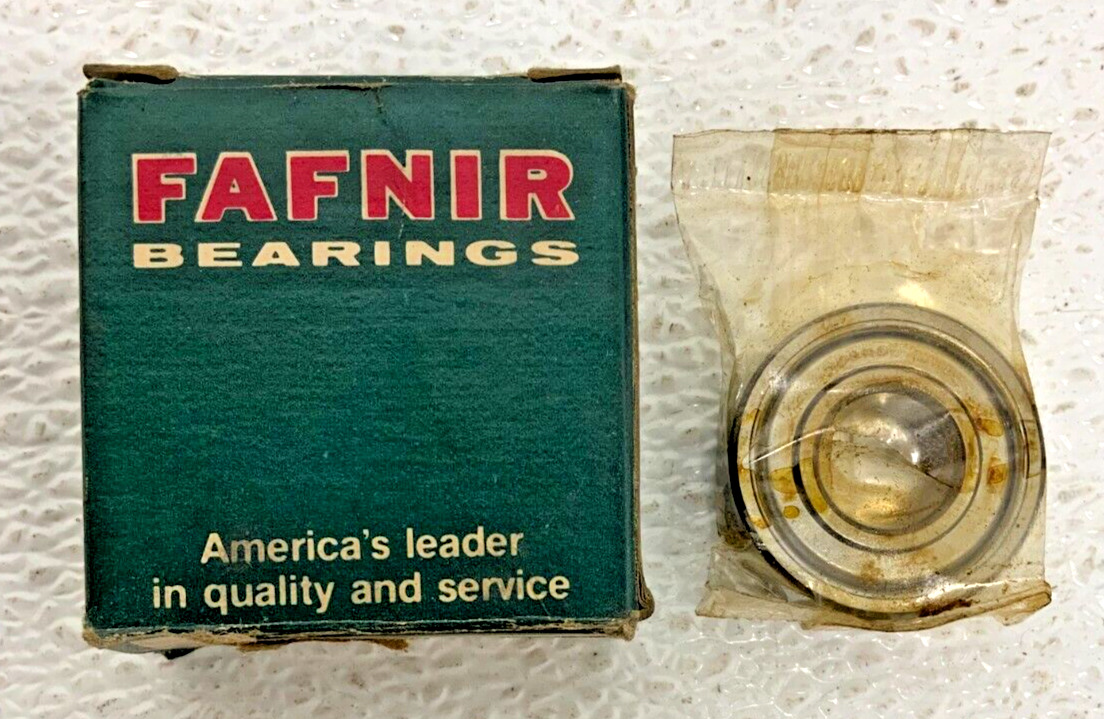 FAFNIR
BEARINGS
America's leader
in quality and service